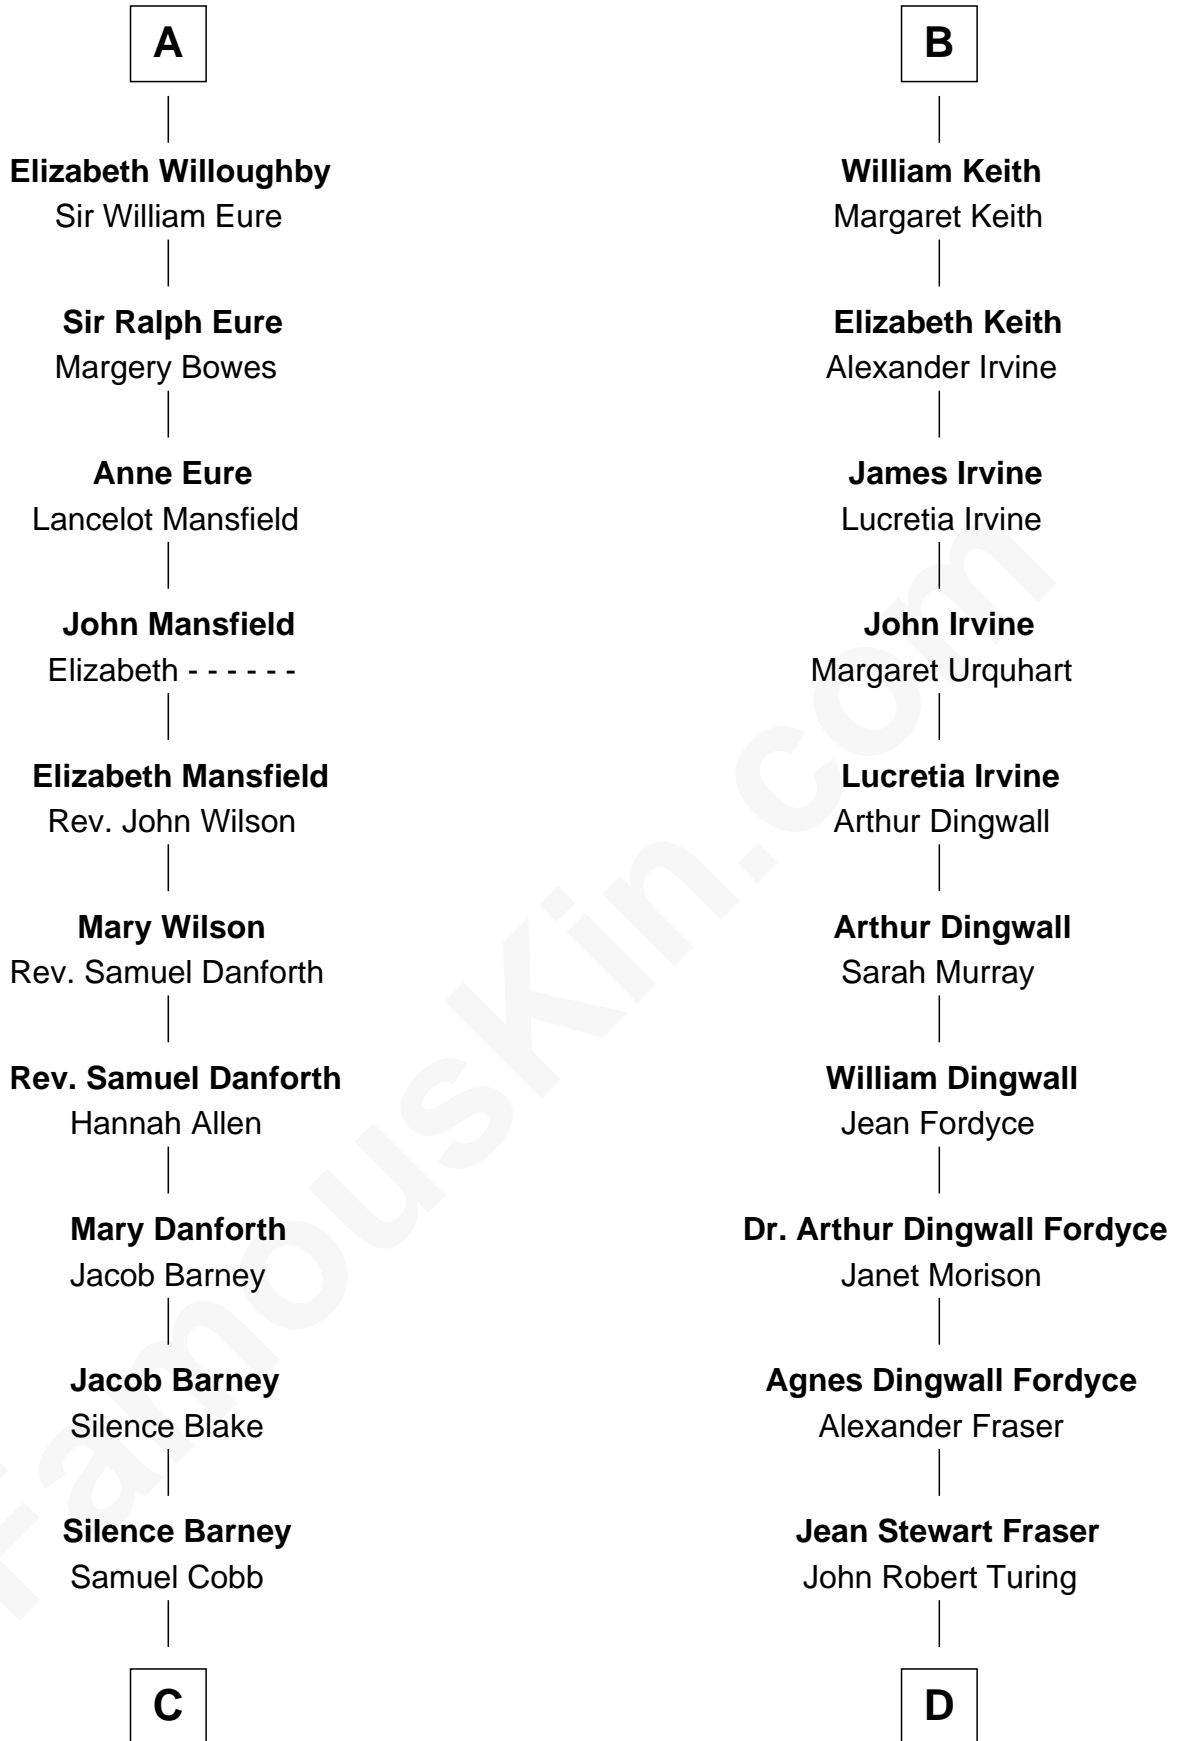 A
Elizabeth Willoughby
Sir William Eure
Sir Ralph Eure
Margery Bowes
Anne Eure
Lancelot Mansfield
John Mansfield
Elizabeth - - - - - -
Elizabeth Mansfield
Rev. John Wilson
Mary Wilson
Rev. Samuel Danforth
Rev. Samuel Danforth
Hannah Allen
Mary Danforth
Jacob Barney
Jacob Barney
Silence Blake
Silence Barney
Samuel Cobb
C
B
William Keith
Margaret Keith
Elizabeth Keith
Alexander Irvine
James Irvine
Lucretia Irvine
John Irvine
Margaret Urquhart
Lucretia Irvine
Arthur Dingwall
Arthur Dingwall
Sarah Murray
William Dingwall
Jean Fordyce
Dr. Arthur Dingwall Fordyce
Janet Morison
Agnes Dingwall Fordyce
Alexander Fraser
Jean Stewart Fraser
John Robert Turing
D
FamousKin.com